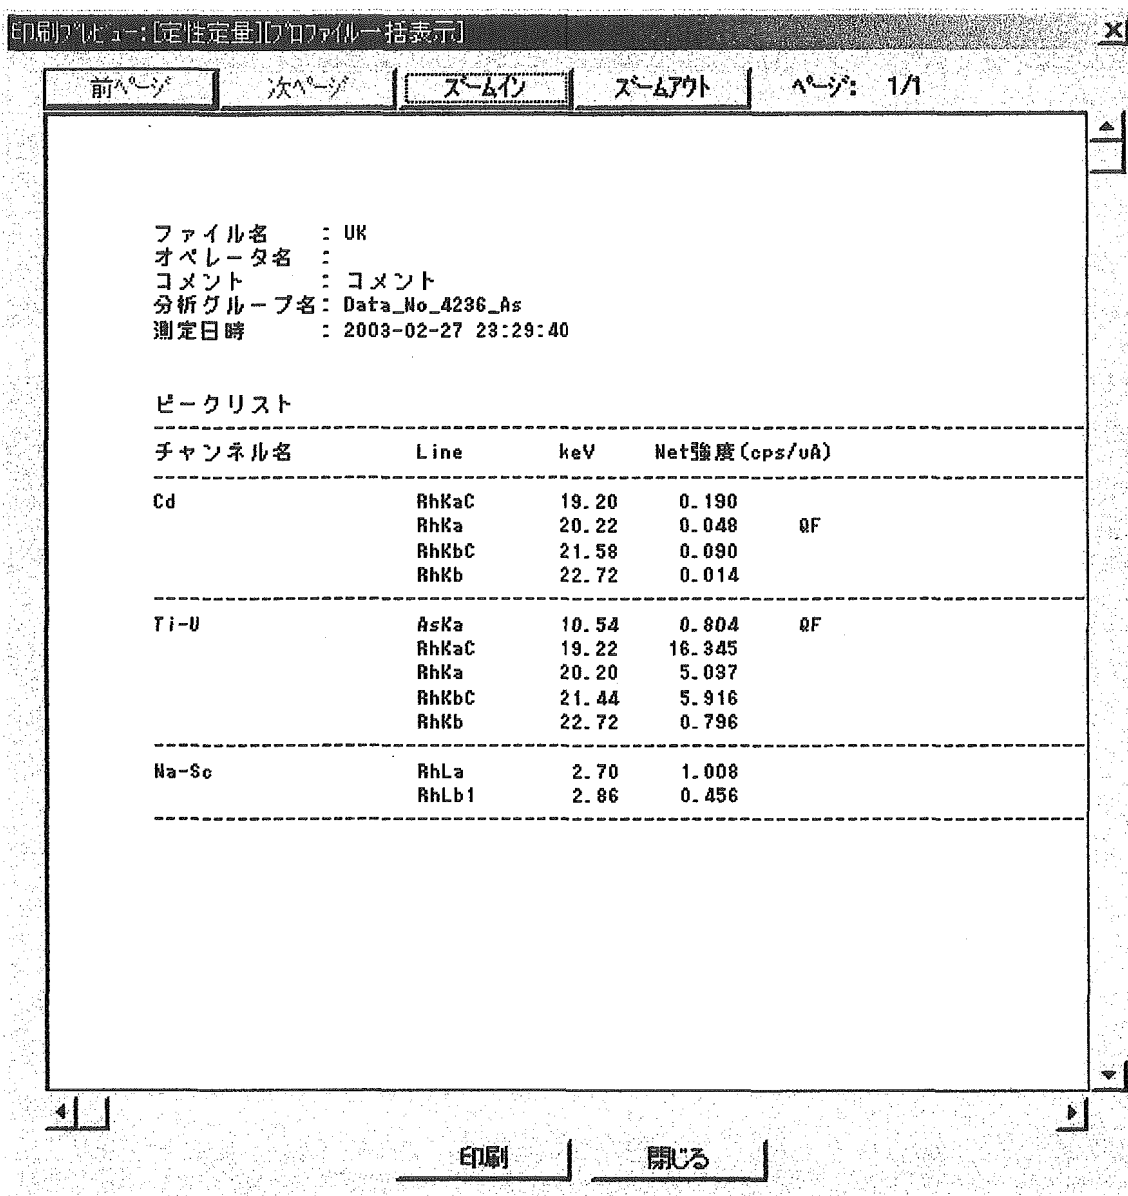 印刷プレビュー:[定性定量][プロファイル一括表示]
前ページ 次ページ ズームイン ズームアウト ページ: 1/1
ファイル名 : UK
オペレータ名 :
コメント : コメント
分析グループ名: Data_No_4236_As
測定日時 : 2003-02-27 23:29:40
ピークリスト
チャンネル名 Line keV Net強度(cps/uA)
Cd RhKaC 19.20 0.190
RhKa 20.22 0.048 QF
RhKbC 21.58 0.090
RhKb 22.72 0.014
Ti-U AsKa 10.54 0.804 QF
RhKaC 19.22 16.345
RhKa 20.20 5.037
RhKbC 21.44 5.916
RhKb 22.72 0.796
Na-Sc RhLa 2.70 1.008
RhLb1 2.86 0.456
印刷 閉じる